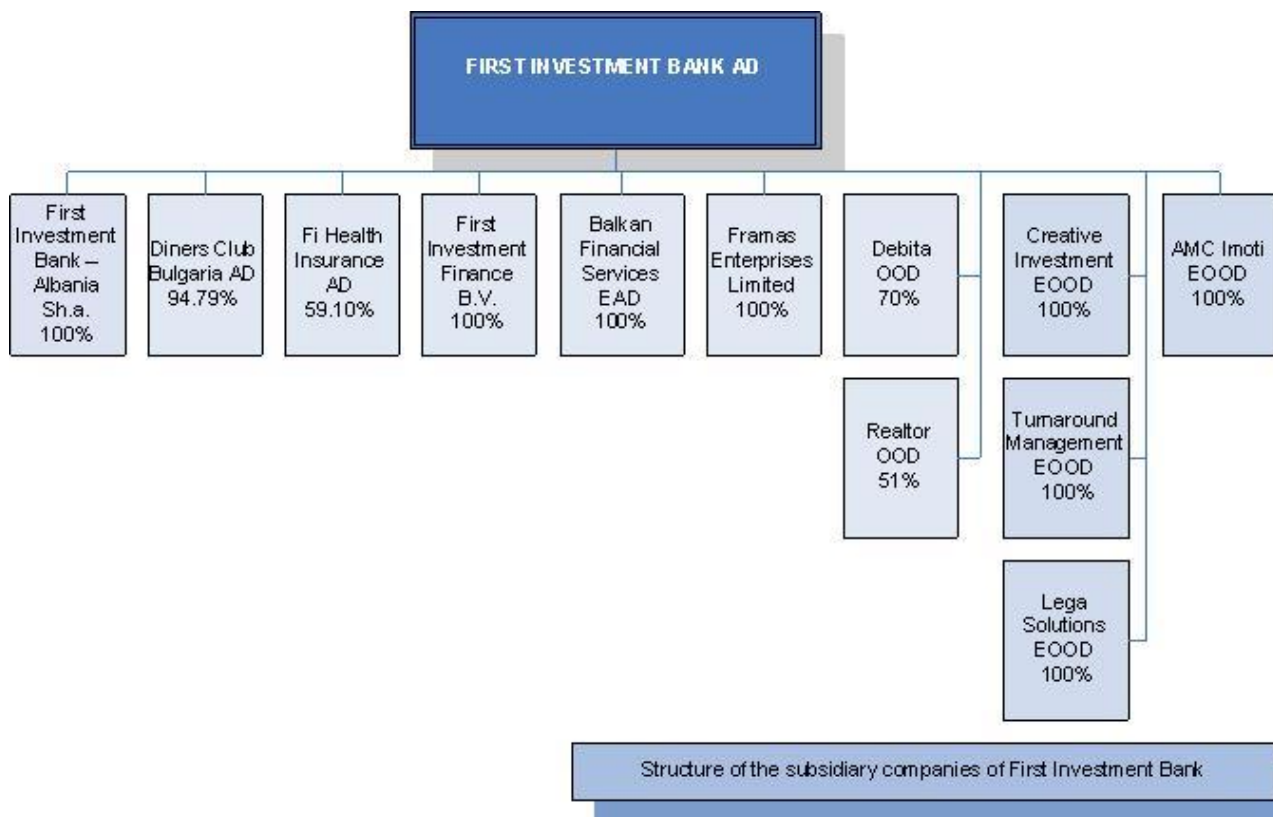 FIRST INVESTMENT BANK AD
First
Investment
Bank –
Albania
Sh.a.
100%
Diners Club
Bulgaria AD
94.79%
Fi Health
Insurance
AD
59.10%
First
Investment
Finance
B.V.
100%
Balkan
Financial
Services
EAD
100%
Framas
Enterprises
Limited
100%
Debita
OOD
70%
Creative
Investment
EOOD
100%
AMC Imoti
EOOD
100%
Realtor
OOD
51%
Turnaround
Management
EOOD
100%
Lega
Solutions
EOOD
100%
Structure of the subsidiary companies of First Investment Bank